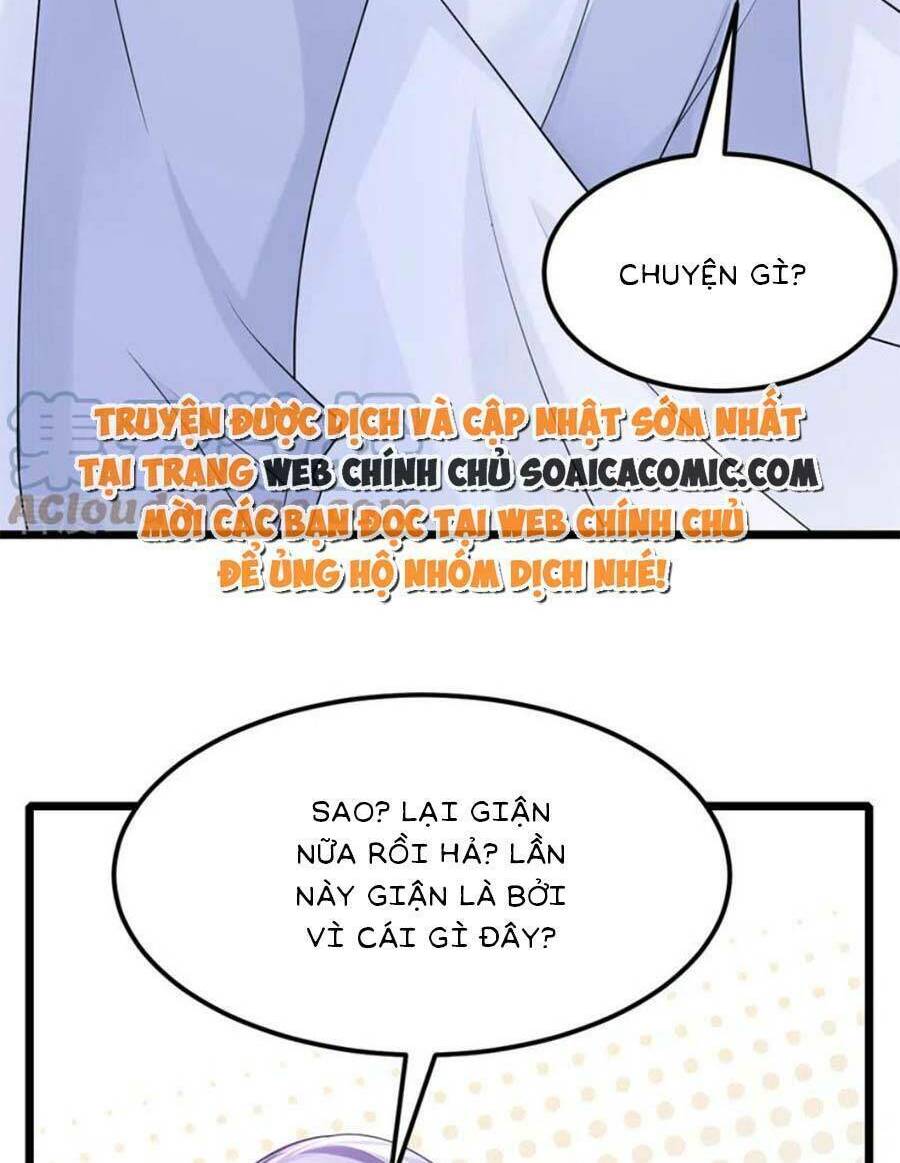 CHUYỆN GÌ?
TRUYỆN ĐƯỢC DỊCH VÀ CẬP NHẬT SỚM NHẤT
TẠI TRANG WEB CHÍNH CHỦ SOAICACOMIC.COM
MỜI CÁC BẠN ĐỌC TẠI WEB CHÍNH CHỦ
ĐỂ ỦNG HỘ NHÓM DỊCH NHÉ!
SAO? LẠI GIẬN
NỮA RỒI HẢ? LẦN
NÀY GIẬN LÀ BỞI
VÌ CÁI GÌ ĐÂY?